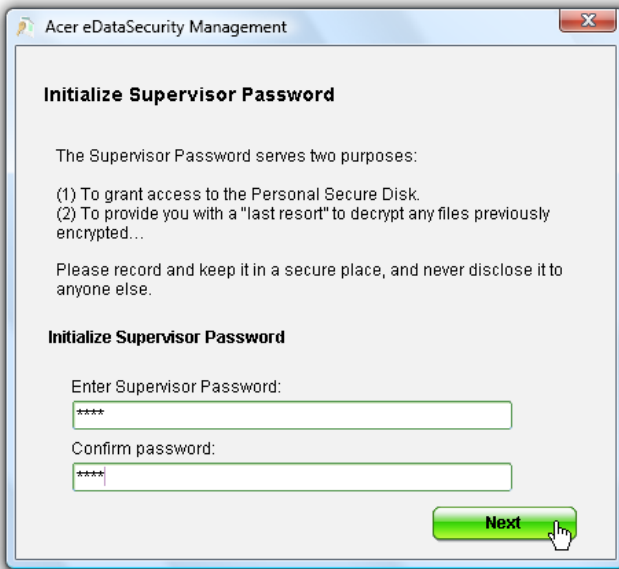 Acer eDataSecurity Management
Initialize Supervisor Password
The Supervisor Password serves two purposes:
(1) To grant access to the Personal Secure Disk.
(2) To provide you with a "last resort" to decrypt any files previously
encrypted...
Please record and keep it in a secure place, and never disclose it to
anyone else.
Initialize Supervisor Password
Enter Supervisor Password:
****
Confirm password:
****
Next